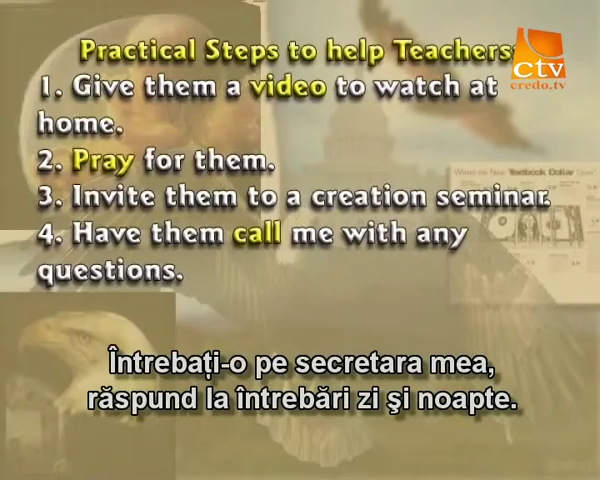 Practical Steps to help Teachers:
ctv
credo.tv
1. Give them a video to watch at
home.
2. Pray for them.
3. Invite them to a creation seminar.
4. Have them call me with any
questions.
Textbook Dollar
Întrebați-o pe secretara mea,
răspund la întrebări zi şi noapte.